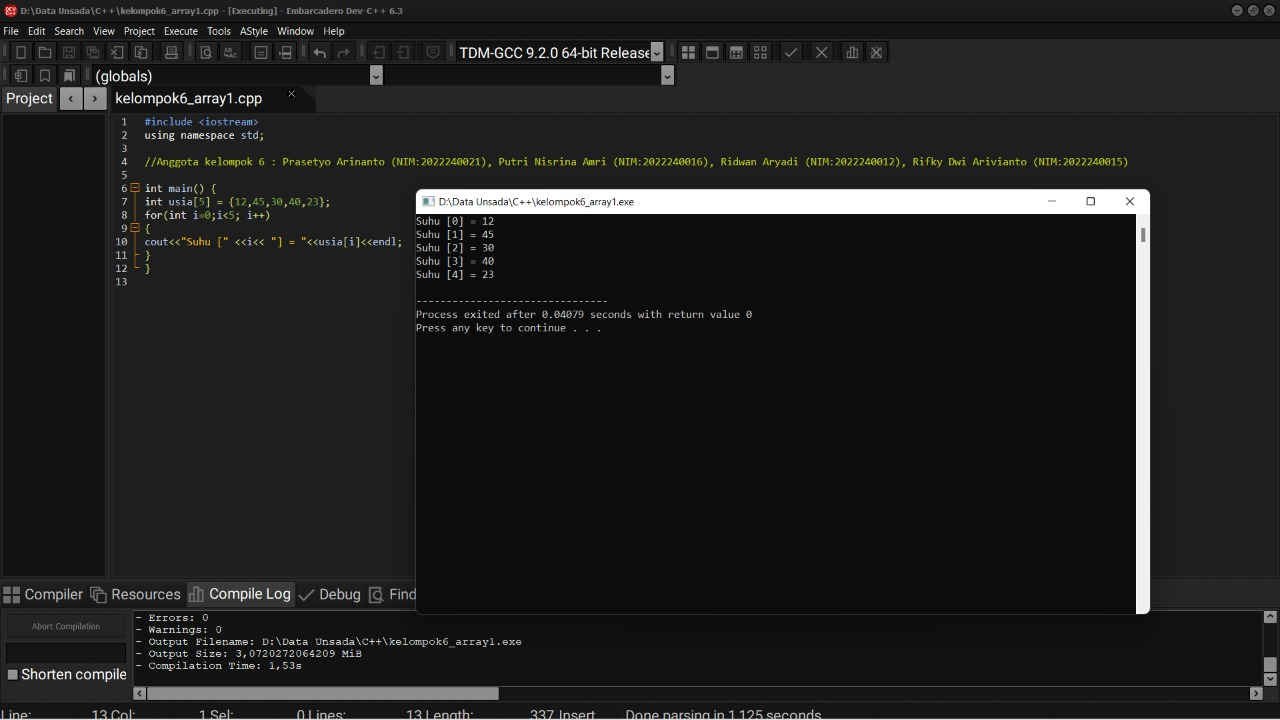 D:\Data Unsada\C++\kelompok6_array1.cpp - [Executing] - Embarcadero Dev-C++ 6.3
File Edit Search View Project Execute Tools AStyle Window Help
TDM-GCC 9.2.0 64-bit Release
(globals)
Project
kelompok6_array1.cpp
1 #include <iostream>
2 using namespace std;
3
4 //Anggota kelompok 6 : Prasetyo Arinanto (NIM:2022240021), Putri Nisrina Amri (NIM:2022240016), Ridwan Aryadi (NIM:2022240012), Rifky Dwi Arivianto (NIM:2022240015)
5
6 int main() {
7 int usia[5] = {12,45,30,40,23};
8 for(int i=0;i<5; i++)
9 {
10 cout<<"Suhu [" <<i<< "] = "<<usia[i]<<endl;
11 }
12 }
13
D:\Data Unsada\C++\kelompok6_array1.exe
Suhu [0] = 12
Suhu [1] = 45
Suhu [2] = 30
Suhu [3] = 40
Suhu [4] = 23
--------------------------------
Process exited after 0.04079 seconds with return value 0
Press any key to continue . . .
Compiler Resources Compile Log Debug Find
Abort Compilation
Shorten compile
- Errors: 0
- Warnings: 0
- Output Filename: D:\Data Unsada\C++\kelompok6_array1.exe
- Output Size: 3,0720272064209 MiB
- Compilation Time: 1,53s
Line: 13 Col: 1 Sel: 0 Lines: 13 Length: 337 Insert Done parsing in 1,125 seconds